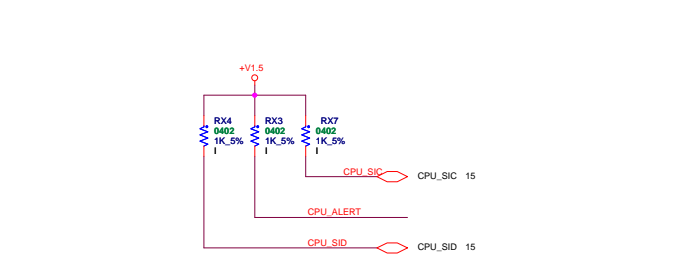 +V1.5
RX4 RX3 RX7
0402 0402 0402
1K_5% 1K_5% 1K_5%
I I I
CPU_SIC CPU_SIC 15
CPU_ALERT
CPU_SID CPU_SID 15